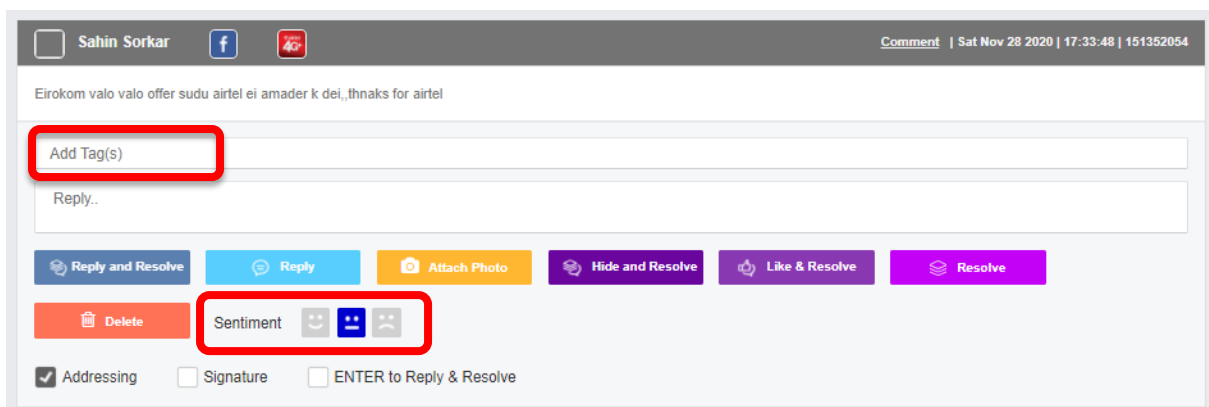 Sahin Sorkar
Comment | Sat Nov 28 2020 | 17:33:48 | 151352054
Eirokom valo valo offer sudu airtel ei amader k dei,,thnaks for airtel
Add Tag(s)
Reply..
Reply and Resolve Reply Attach Photo Hide and Resolve Like & Resolve Resolve
Delete Sentiment
Addressing Signature ENTER to Reply & Resolve